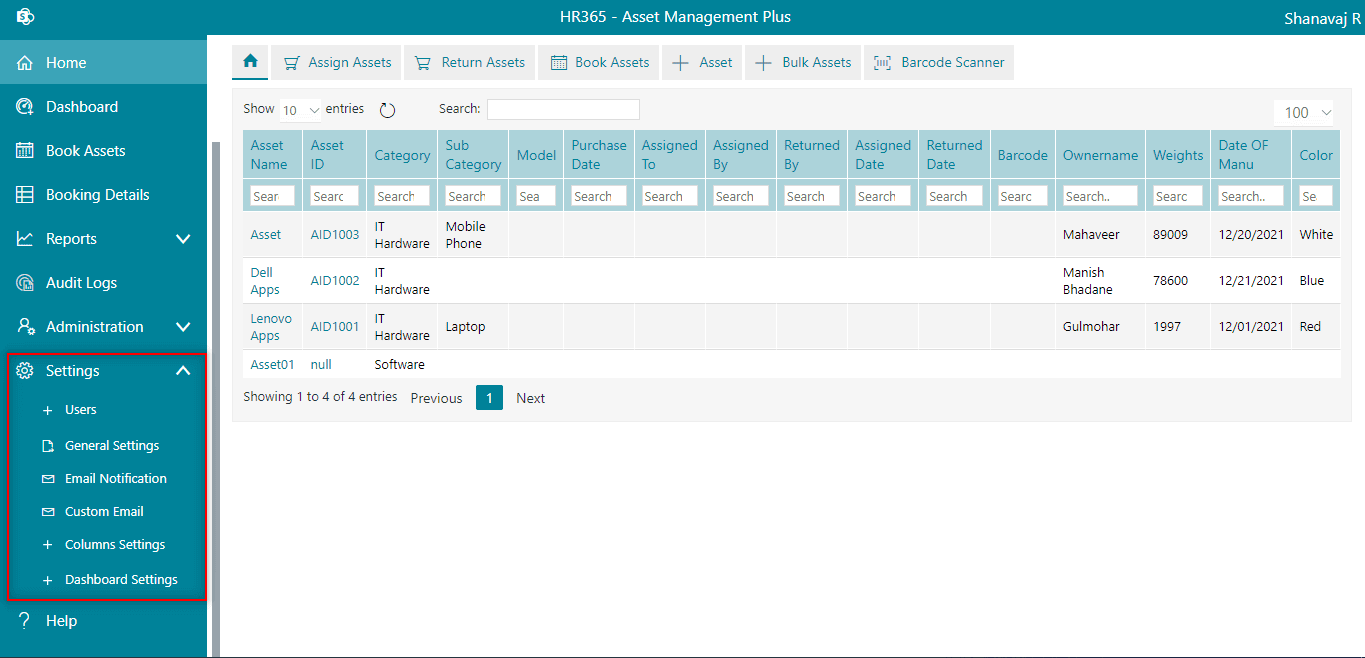 HR365 - Asset Management Plus
Shanavaj R
Home
Dashboard
Book Assets
Booking Details
Reports
Audit Logs
Administration
Settings
Users
General Settings
Email Notification
Custom Email
Columns Settings
Dashboard Settings
Help
Assign Assets Return Assets Book Assets Asset Bulk Assets Barcode Scanner
Show 10 entries Search: 100
Asset Name Asset ID Category Sub Category Model Purchase Date Assigned To Assigned By Returned By Assigned Date Returned Date Barcode Ownername Weights Date OF Manu Color
Sear Searc Search Search Sea Search Search Search Search Search Search Searc Search.. Searc Search.. Se
Asset AID1003 IT Hardware Mobile Phone Mahaveer 89009 12/20/2021 White
Dell Apps AID1002 IT Hardware Manish Bhadane 78600 12/21/2021 Blue
Lenovo Apps AID1001 IT Hardware Laptop Gulmohar 1997 12/01/2021 Red
Asset01 null Software
Showing 1 to 4 of 4 entries Previous 1 Next